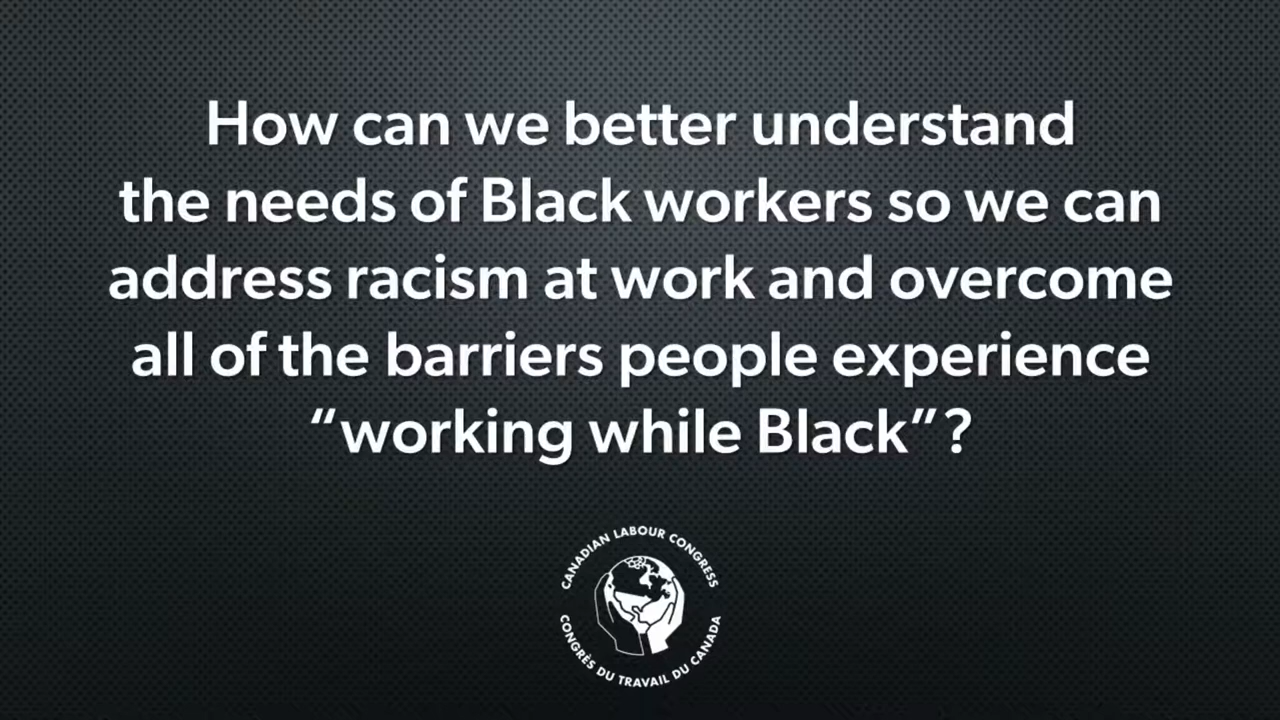 How can we better understand
the needs of Black workers so we can
address racism at work and overcome
all of the barriers people experience
“working while Black”?
CANADIAN LABOUR CONGRESS
CONGRÈS DU TRAVAIL DU CANADA